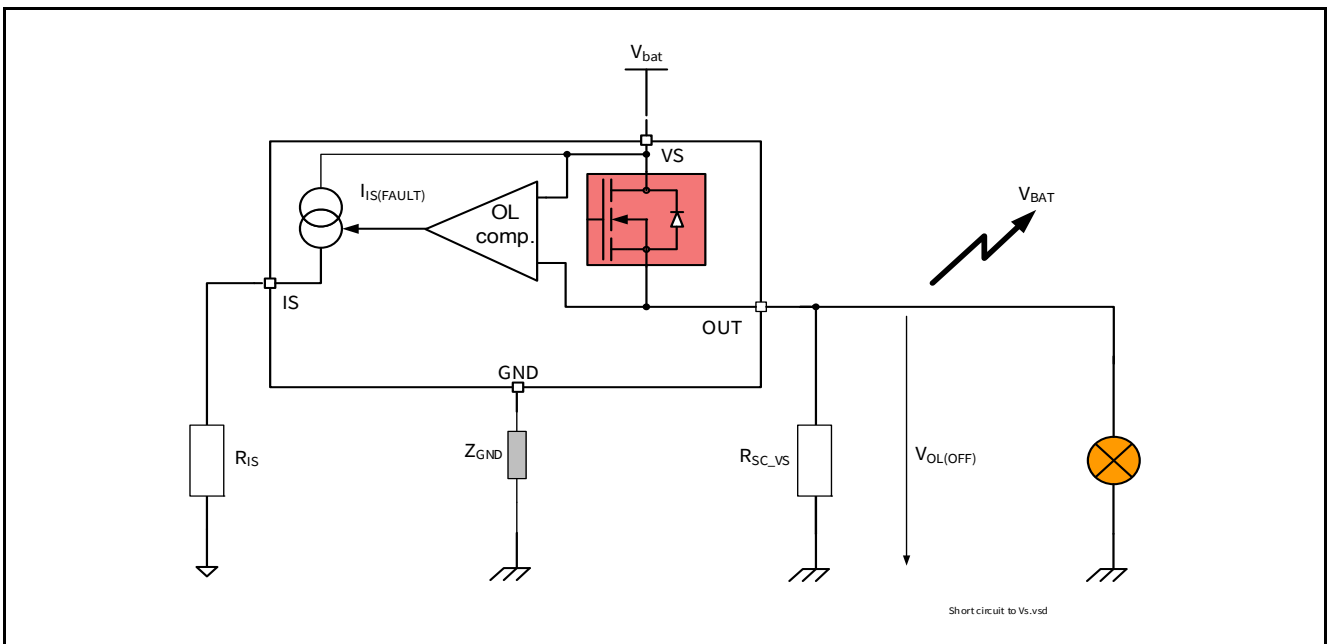 Vbat
VS
IIS(FAULT)
OL
comp.
VBAT
IS
OUT
GND
RIS
ZGND
RSC_VS
VOL(OFF)
Short circuit to Vs.vsd